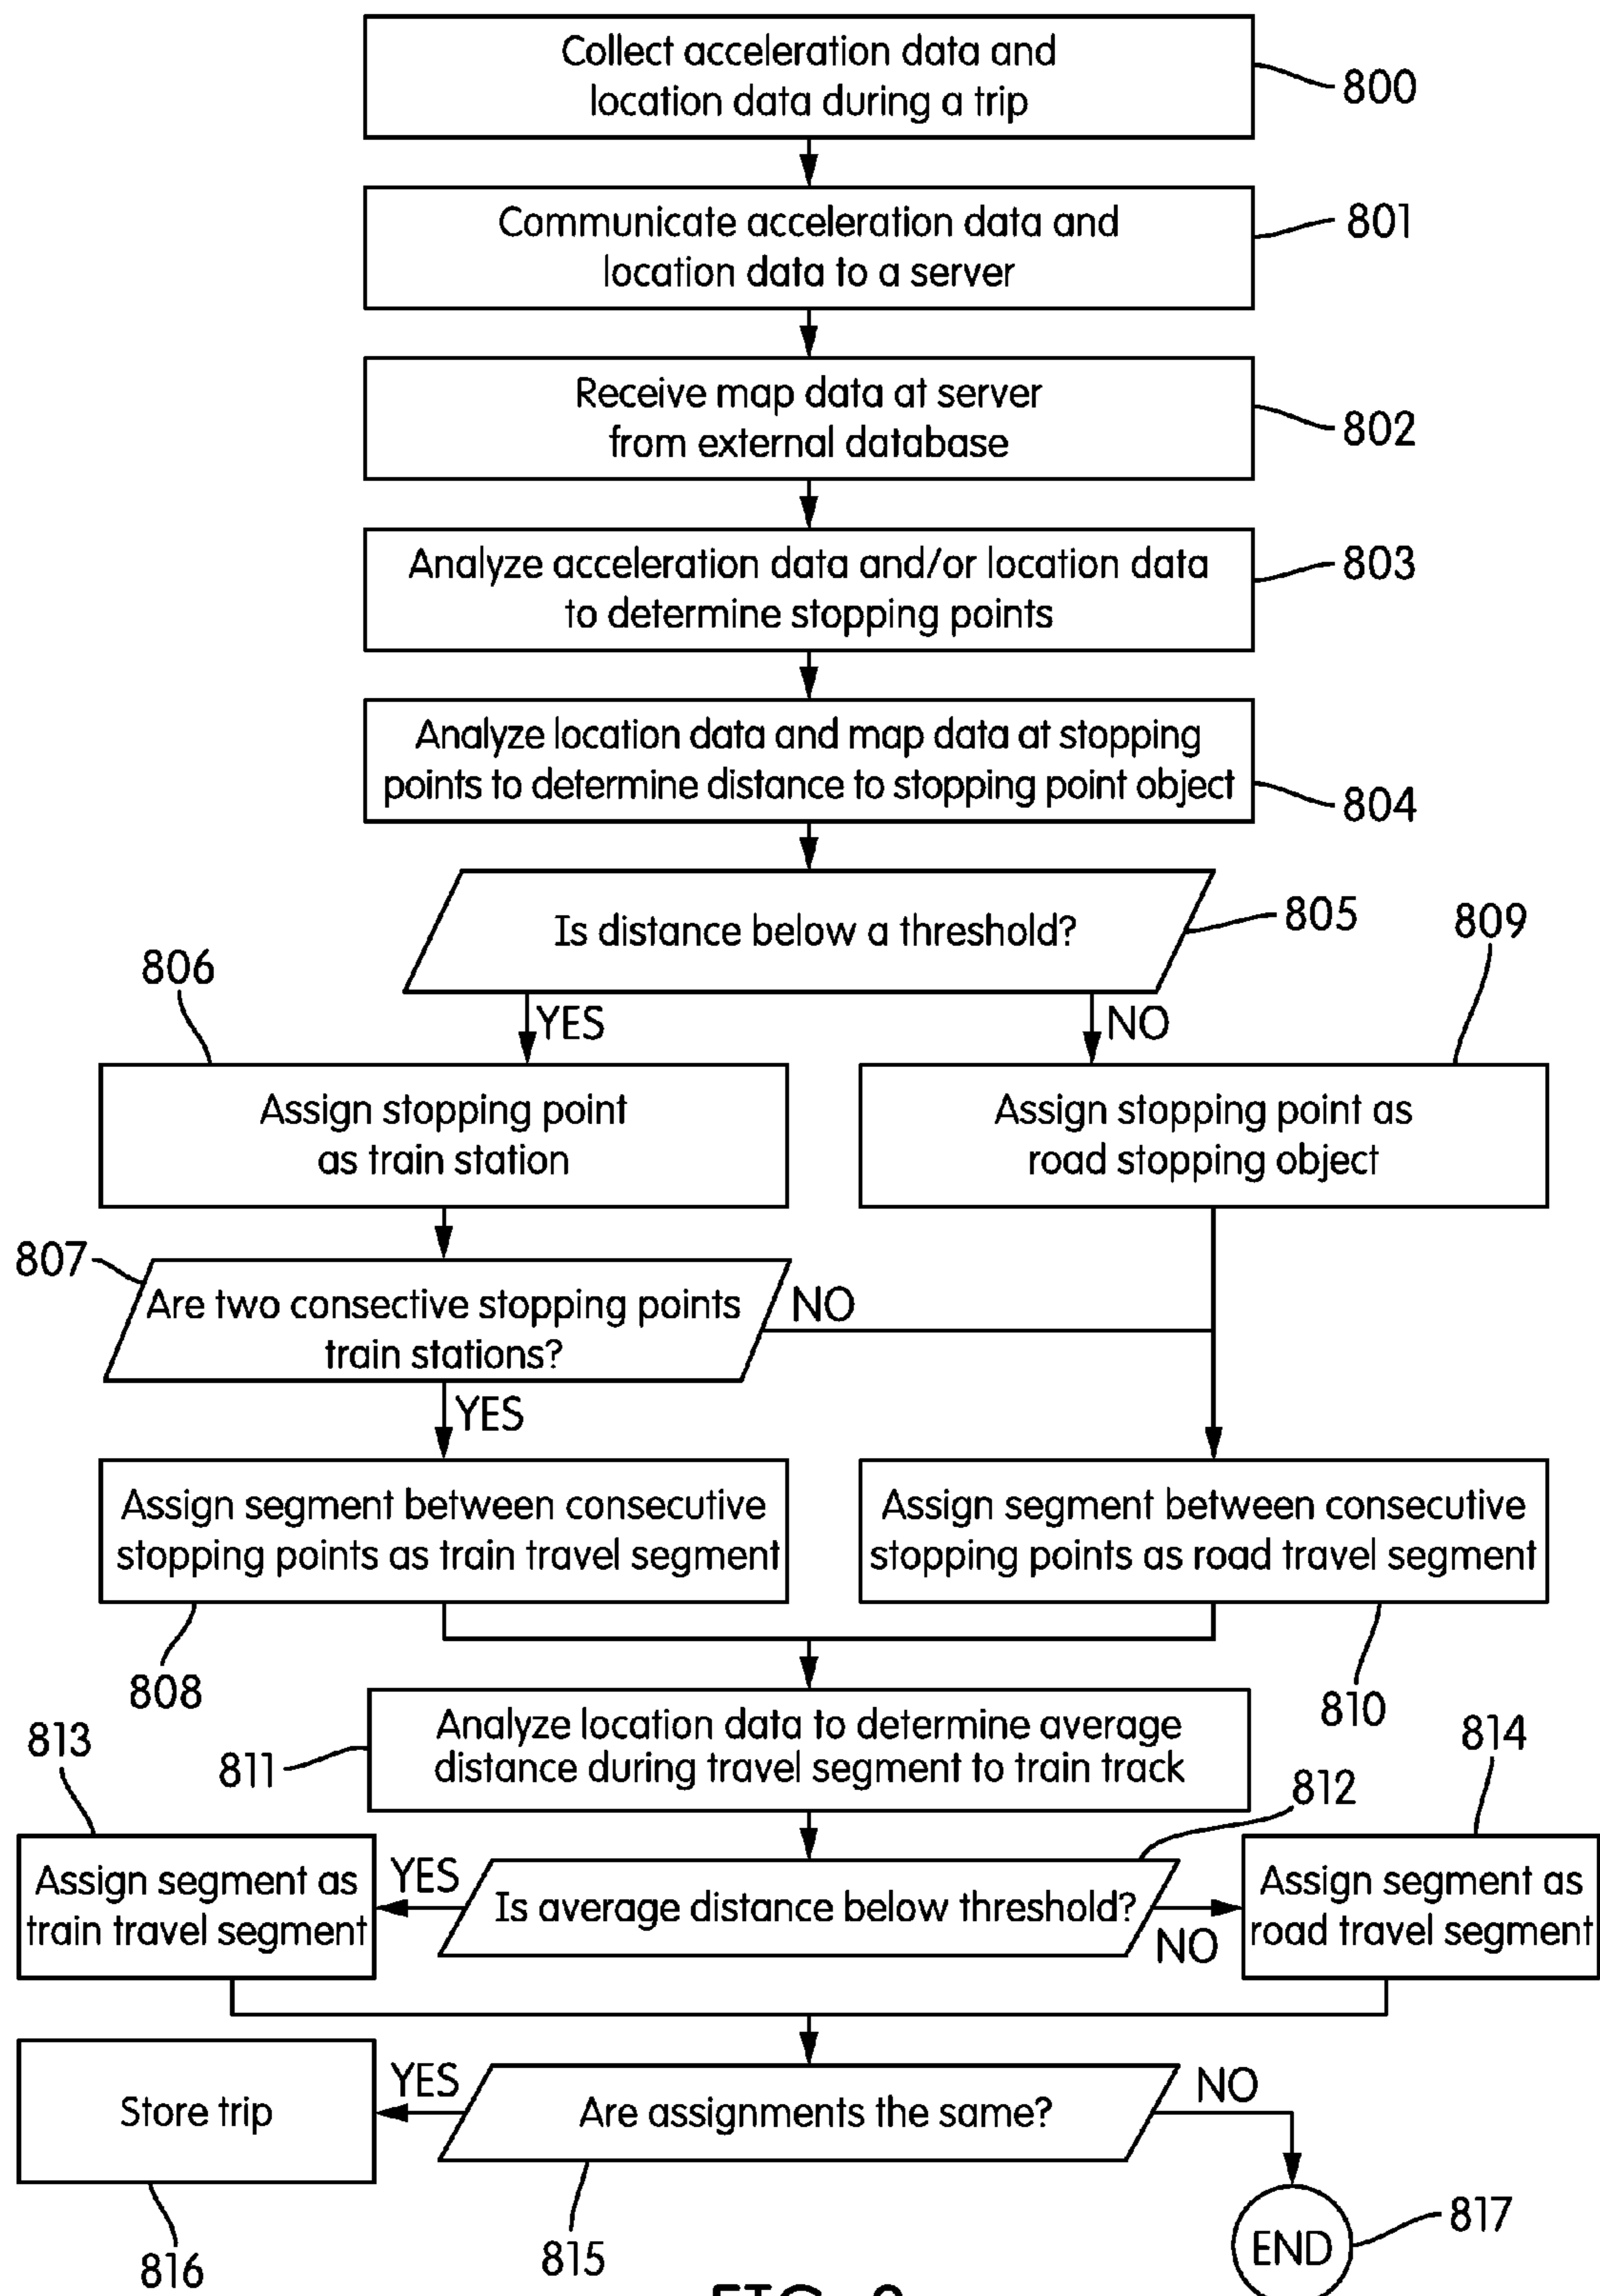 Collect acceleration data and
location data during a trip
800
Communicate acceleration data and
location data to a server
801
Receive map data at server
from external database
802
Analyze acceleration data and/or location data
to determine stopping points
803
Analyze location data and map data at stopping
points to determine distance to stopping point object
804
Is distance below a threshold?
805
809
806
YES
NO
Assign stopping point
as train station
Assign stopping point as
road stopping object
807
Are two consective stopping points
train stations?
NO
YES
Assign segment between consecutive
stopping points as train travel segment
Assign segment between consecutive
stopping points as road travel segment
808
810
813
811
Analyze location data to determine average
distance during travel segment to train track
814
812
Assign segment as
train travel segment
YES
Is average distance below threshold?
NO
Assign segment as
road travel segment
Store trip
YES
Are assignments the same?
NO
816
815
END
817